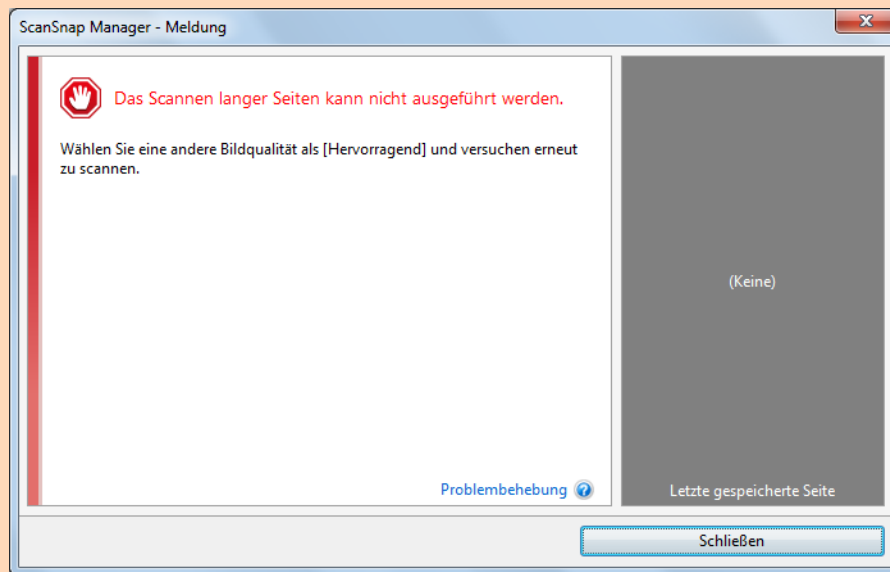 ScanSnap Manager - Meldung
Das Scannen langer Seiten kann nicht ausgeführt werden.
Wählen Sie eine andere Bildqualität als [Hervorragend] und versuchen erneut
zu scannen.
(Keine)
Problembehebung
Letzte gespeicherte Seite
Schließen